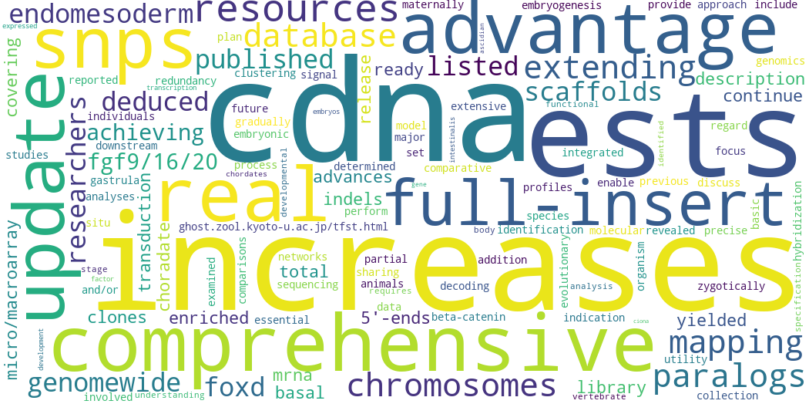 expressed
endomesoderm
resources
maternally
embryogenesis
provide
approach
include
covering
snps
plan
database
advantage
ascidian
genomics
published
release
ready
listed
extending
reported
redundancy
clustering
signal
transcription
scaffolds
description
update
researchers
deduced
individuals
future
cdna
extensive
functional
continue
achieving
gradually
embryos
model
ests
regard
downstream
embryonic
major
intestinalis
identified
focus
studies
fgf9/16/20
process
chordates
determined
set
integrated
comparative
gastrula
real
developmental
gene
advances
profiles
enable
previous
discuss
analyses
transduction
indels
full-insert
basic
situ
perform
species
micro/macroarray
choradate
ghost.zool.kyoto-u.ac.jp/tfst.html
body
identification
molecular
revealed
precise
hybridization
specification
stage
increases
networks
partial
addition
evolutionary
organism
factor
examined
comparisons
total
sharing
animals
decoding
analysis
zygotically
and/or
sequencing
requires
data
clones
enriched
essential
5'-ends
beta-catenin
indication
yielded
clone
development
comprehensive
mapping
utility
genomewide
foxd
mrna
basal
chromosomes
library
paralogs
involved
understanding
vertebrate
collection